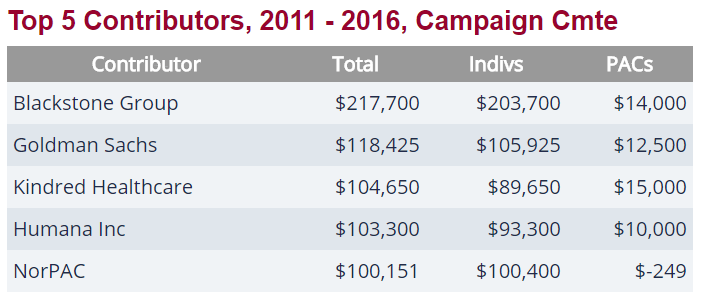 Top 5 Contributors, 2011 - 2016, Campaign Cmte
Contributor Total Indivs PACs
Blackstone Group $217,700 $203,700 $14,000
Goldman Sachs $118,425 $105,925 $12,500
Kindred Healthcare $104,650 $89,650 $15,000
Humana Inc $103,300 $93,300 $10,000
NorPAC $100,151 $100,400 $-249